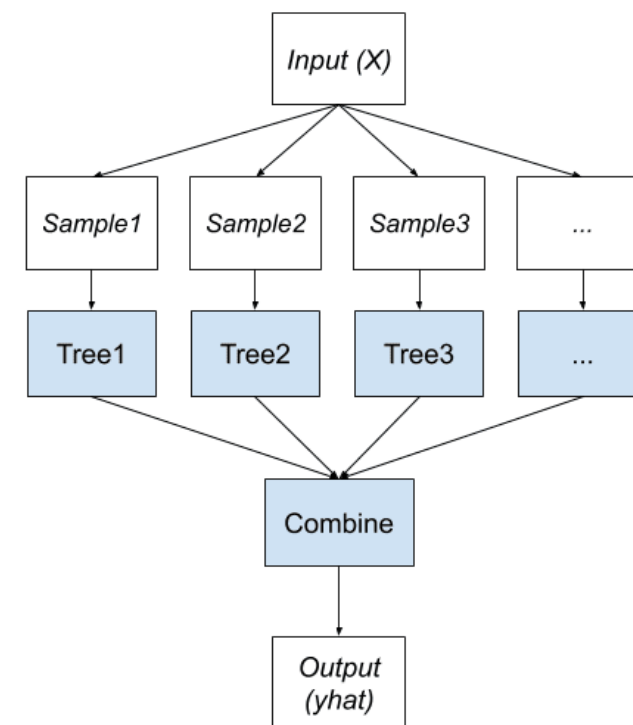 Input (X)
Sample1
Sample2
Sample3
...
Tree1
Tree2
Tree3
...
Combine
Output
(yhat)